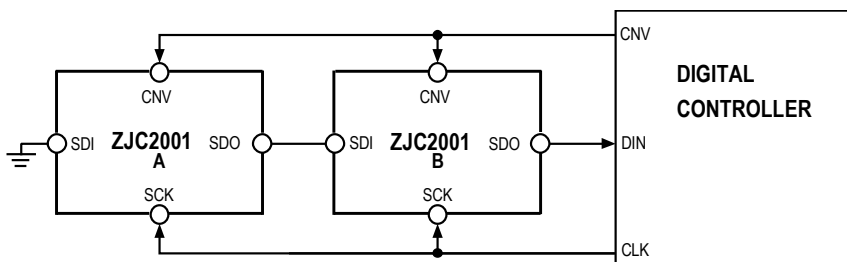 CNV
DIGITAL
CONTROLLER
CNV
CNV
SDI
ZJC2001
A
SDO
SDI
ZJC2001
B
SDO
DIN
SCK
SCK
CLK